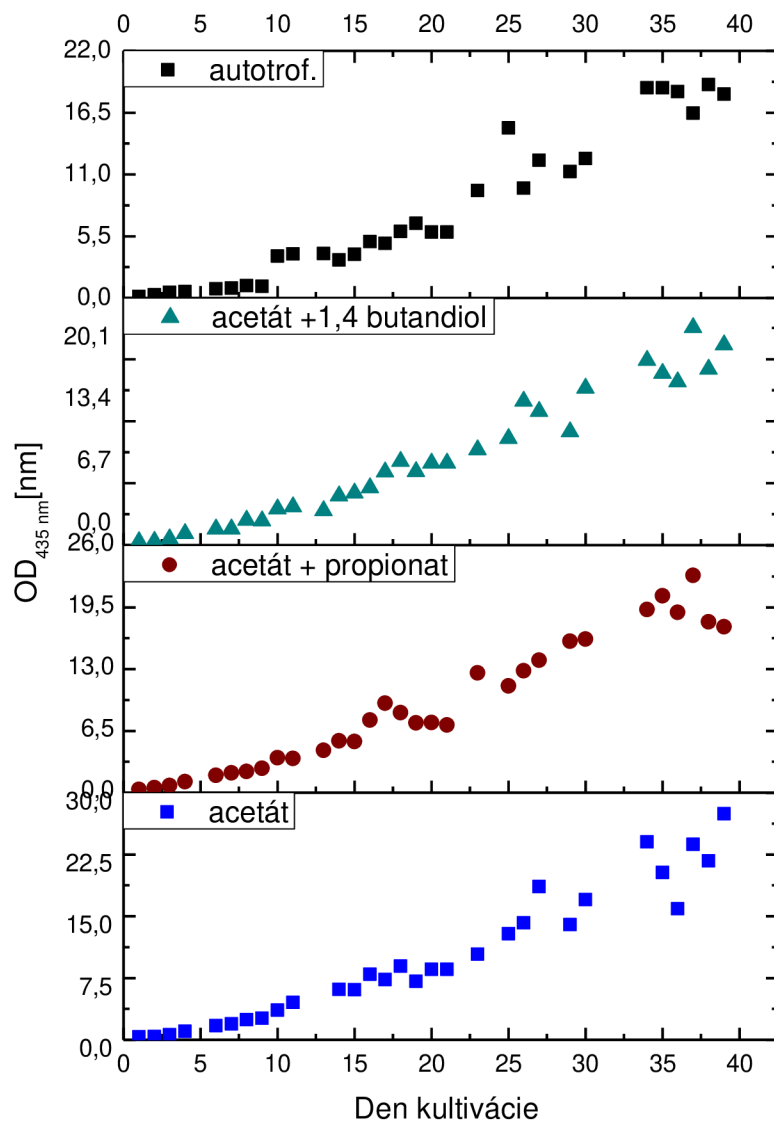 0 5 10 15 20 25 30 35 40
22,0
autotrof.
16,5
11,0
5,5
0,0
acetát +1,4 butandiol
20,1
13,4
6,7
0,0
OD435 nm[nm]
26,0
acetát + propionat
19,5
13,0
6,5
0,0
30,0
acetát
22,5
15,0
7,5
0,0
0 5 10 15 20 25 30 35 40
Den kultivácie